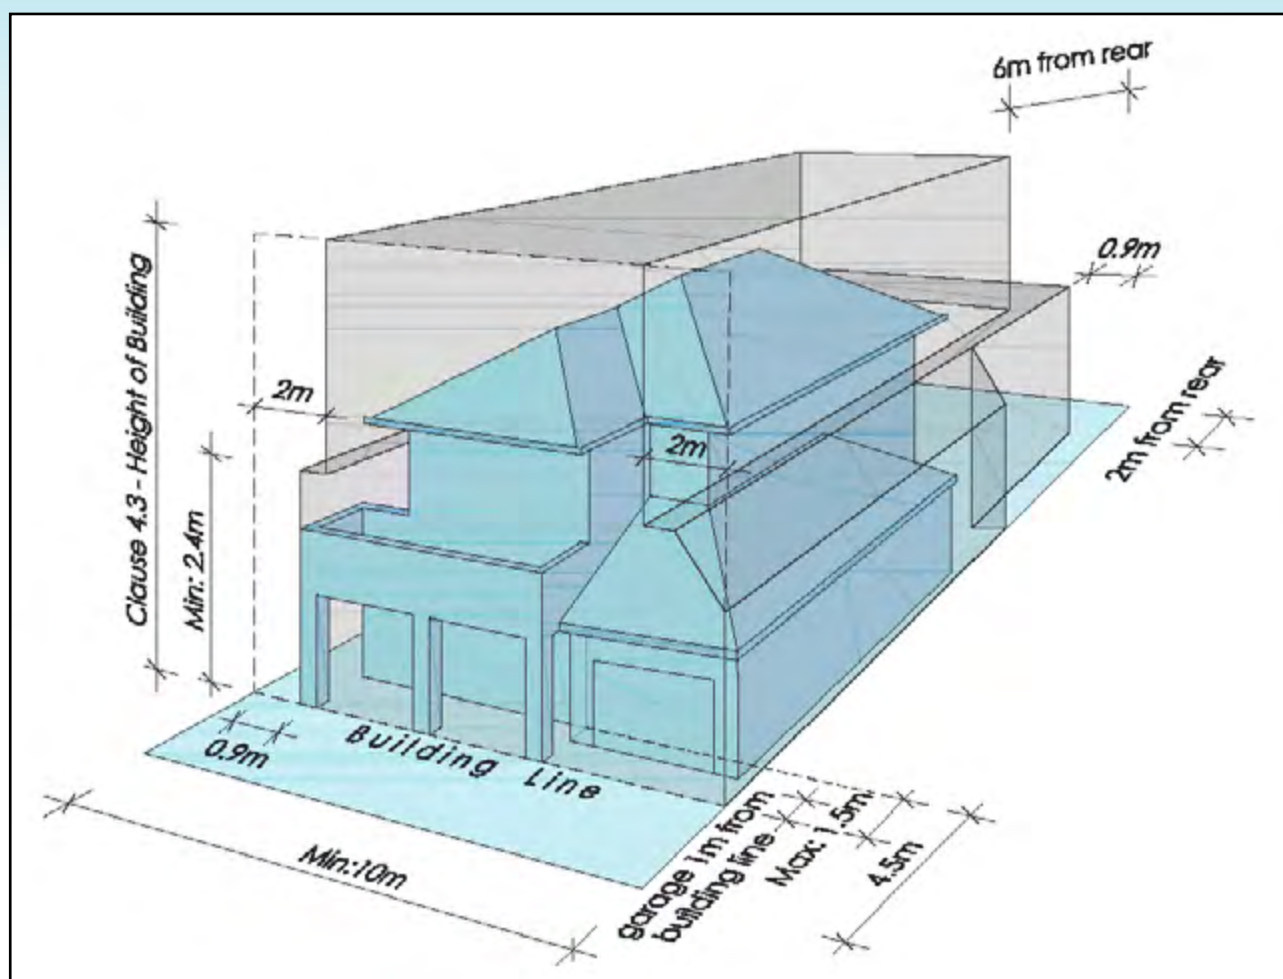 6m from rear
0.9m
Clause 4.3 - Height of Building
2m
2m
2m from rear
Min: 2.4m
Building Line
0.9m
Min:10m
garage 1m from
building line
Max: 1.5m
4.5m